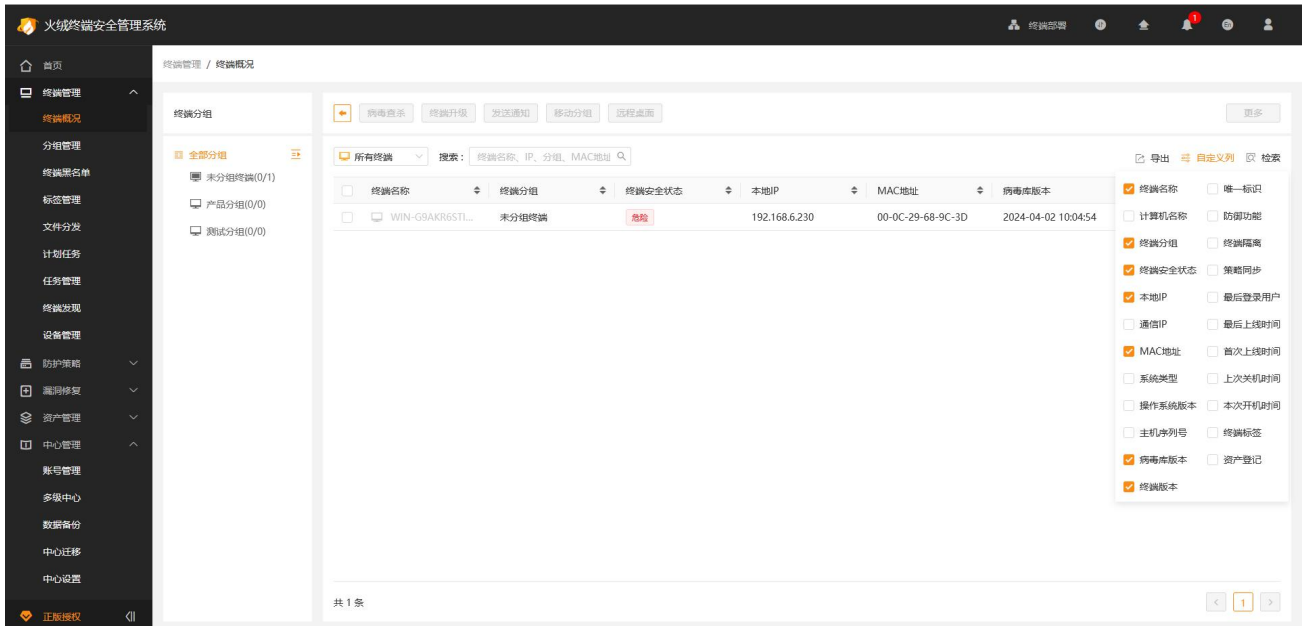 火绒终端安全管理系统
终端部署
1
En
首页
终端管理
终端概况
分组管理
终端黑名单
标签管理
文件分发
计划任务
任务管理
终端发现
设备管理
防护策略
漏洞修复
资产管理
中心管理
账号管理
多级中心
数据备份
中心迁移
中心设置
正版授权
终端管理 / 终端概况
终端分组
全部分组
未分组终端(0/1)
产品分组(0/0)
测试分组(0/0)
病毒查杀 终端升级 发送通知 移动分组 远程桌面 更多
所有终端 搜索: 终端名称、IP、分组、MAC地址 导出 自定义列 检索
终端名称 终端分组 终端安全状态 本地IP MAC地址 病毒库版本
WIN-G9AKR6STI... 未分组终端 危险 192.168.6.230 00-0C-29-68-9C-3D 2024-04-02 10:04:54
终端名称 唯一标识
计算机名称 防御功能
终端分组 终端隔离
终端安全状态 策略同步
本地IP 最后登录用户
通信IP 最后上线时间
MAC地址 首次上线时间
系统类型 上次关机时间
操作系统版本 本次开机时间
主机序列号 终端标签
病毒库版本 资产登记
终端版本
共 1 条
1